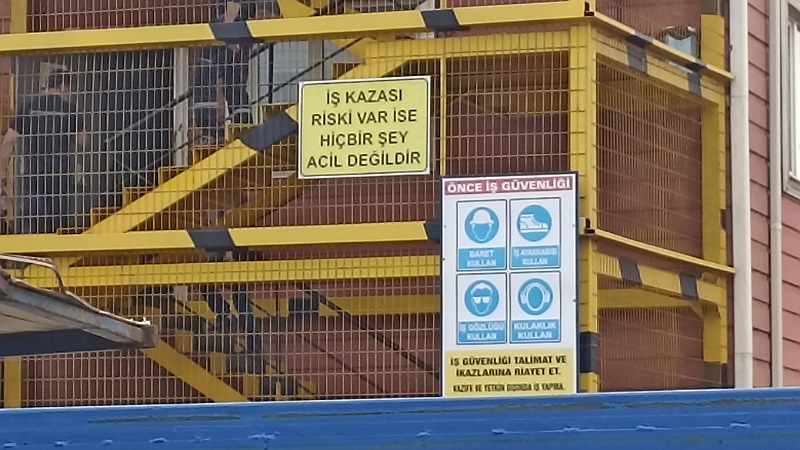 İŞ KAZASI
RİSKİ VAR İSE
HİÇBİR ŞEY
ACİL DEĞİLDİR
ÖNCE İŞ GÜVENLİĞİ
BARET
KULLAN
İŞ AYAKKABISI
KULLAN
İŞ GÖZLÜĞÜ
KULLAN
KULAKLIK
KULLAN
İŞ GÜVENLİĞİ TALİMAT VE
İKAZLARINA RİAYET ET.
VAZİFE VE YETKİN DIŞINDA İŞ YAPMA.